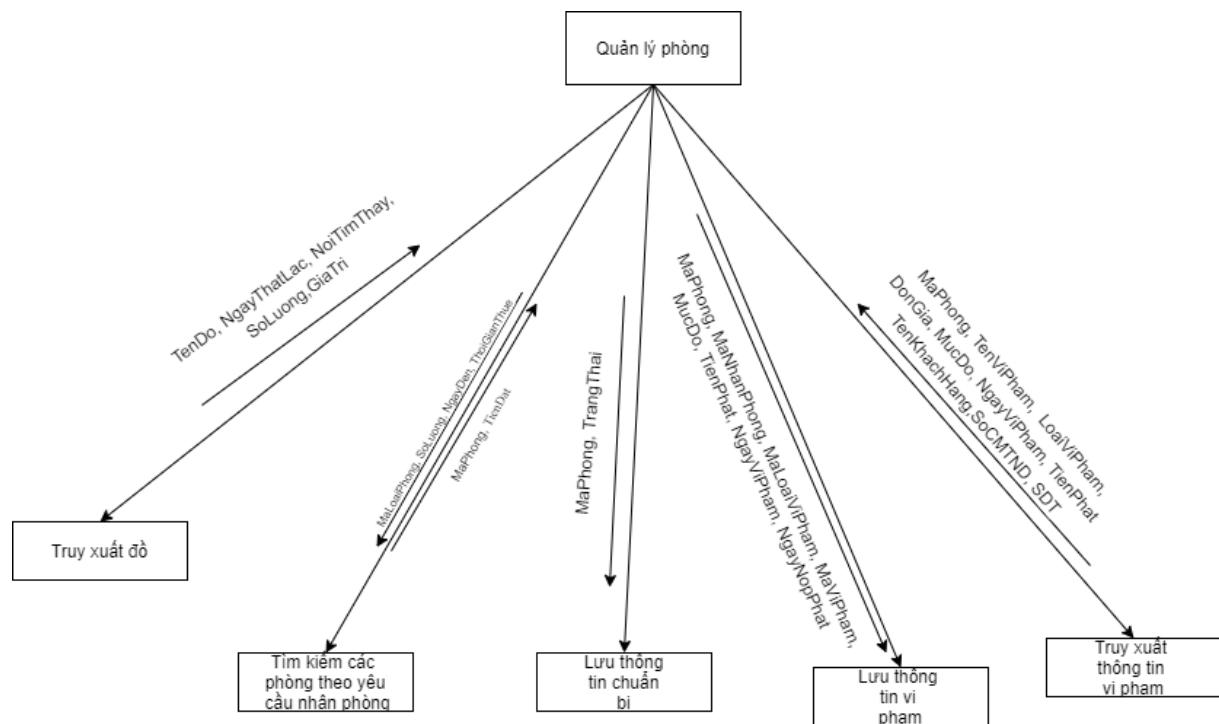 Quản lý phòng
TenDo, NgayThatLac, NoiTimThay,
SoLuong,GiaTri
MaLoaiPhong, SoLuong, NgayDen, ThoiGianThue
MaPhong, TienDat
MaPhong, TrangThai
MaPhong, MaNhanPhong, MaLoaiViPham, MaViPham,
MucDo, TienPhat, NgayViPham, NgayNopPhat
MaPhong, TenViPham, LoaiViPham,
DonGia, MucDo, NgayViPham, TienPhat
TenKhachHang,SoCMTND, SDT
Truy xuất đồ
Tìm kiếm các
phòng theo yêu
cầu nhân phòng
Lưu thông
tin chuẩn
bi
Lưu thông
tin vi
pham
Truy xuất
thông tin
vi pham